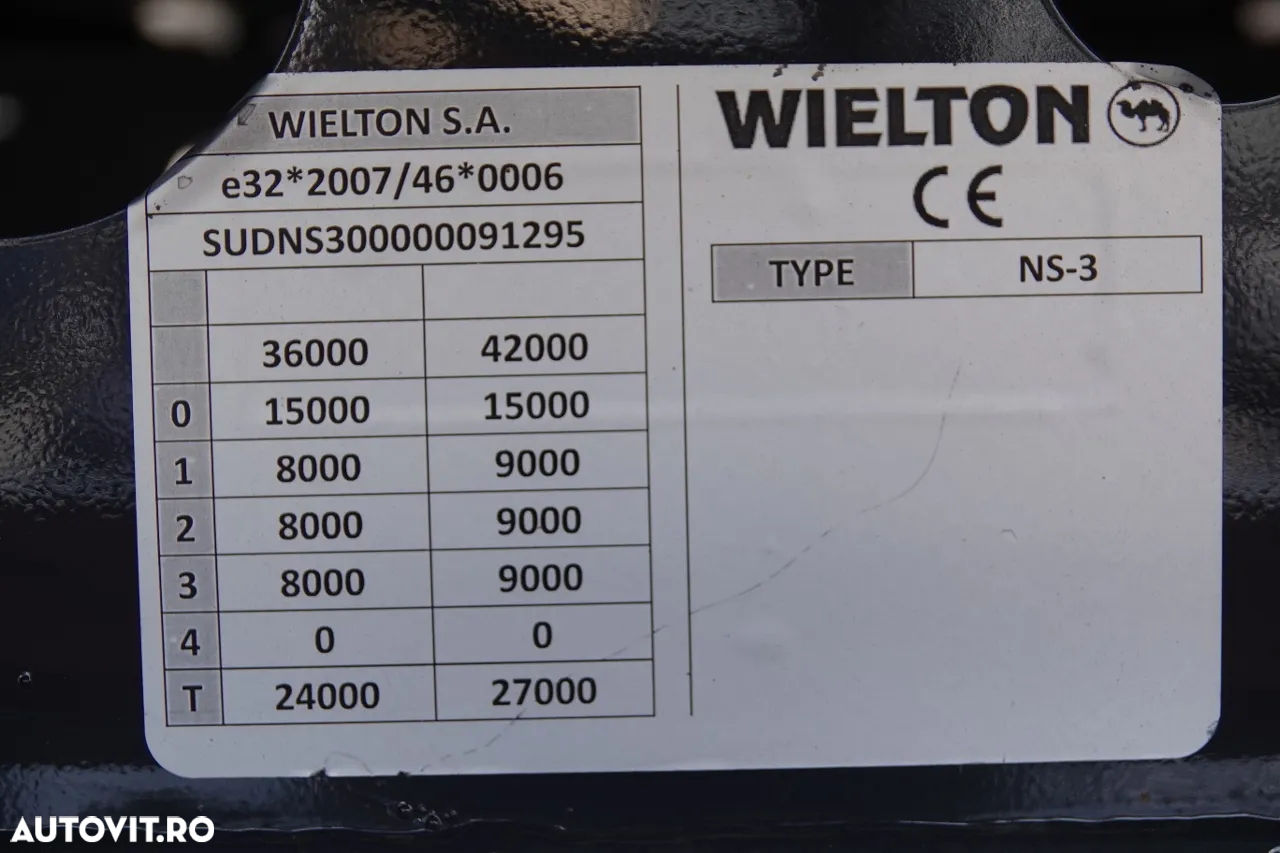 WIELTON S.A.
e32*2007/46*0006
SUDNS300000091295
36000 42000
0 15000 15000
1 8000 9000
2 8000 9000
3 8000 9000
4 0 0
T 24000 27000
WIELTON
CE
TYPE NS-3
AUTOVIT.RO